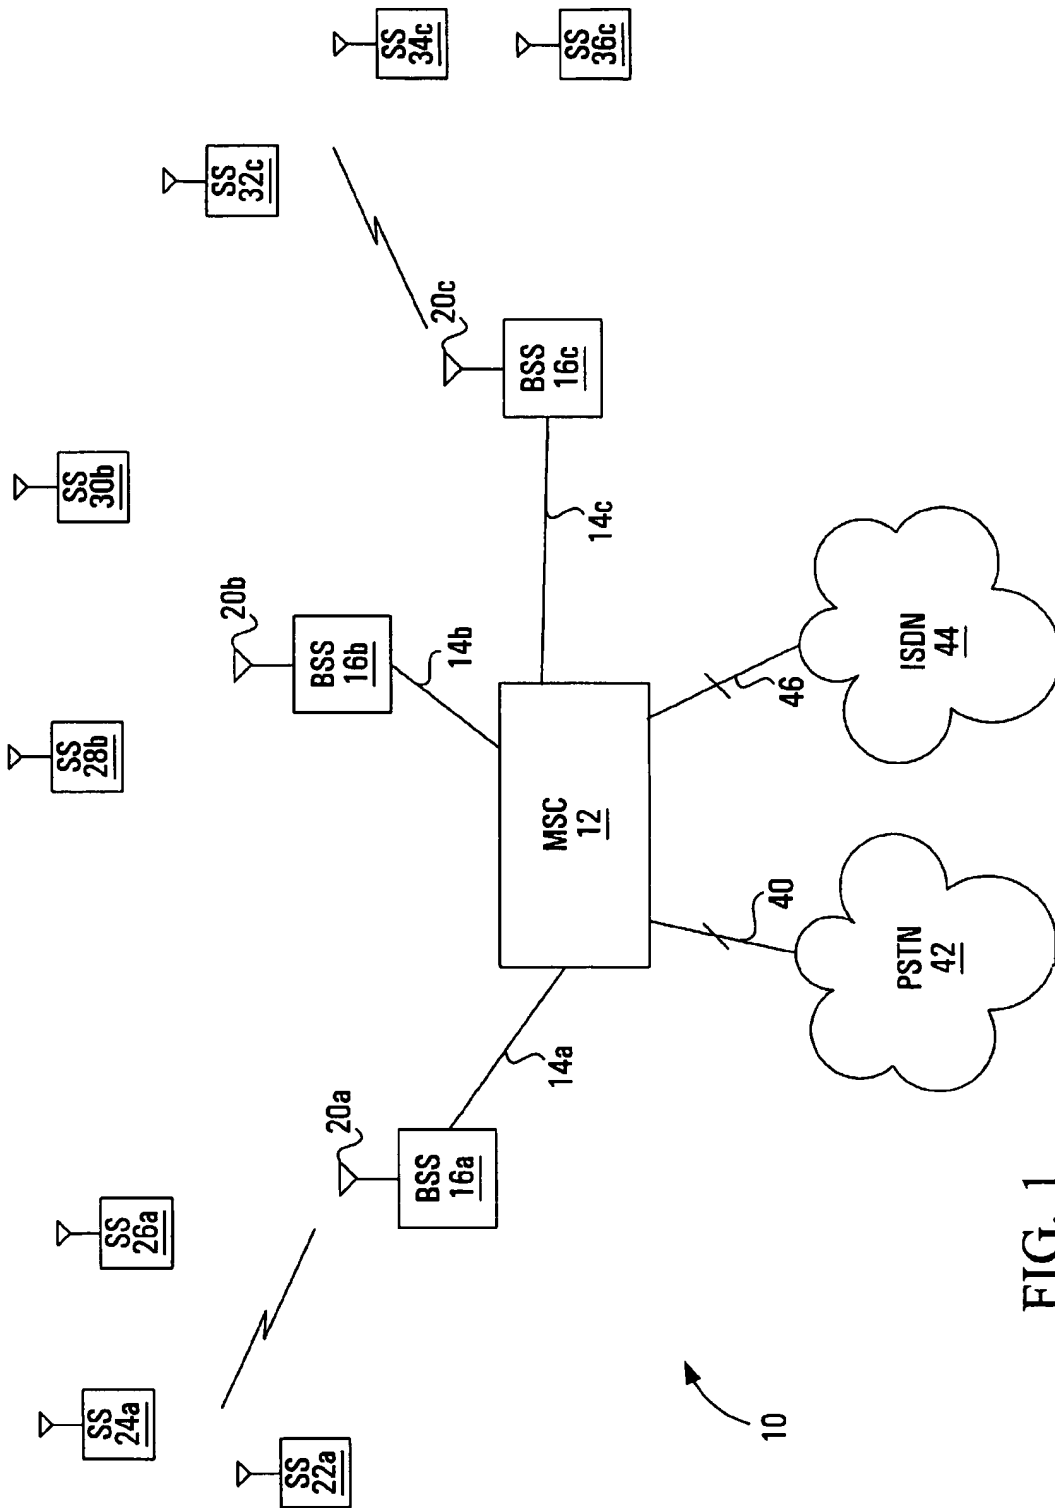 SS
24a
SS
26a
SS
22a
20a
BSS
16a
14a
SS
28b
SS
30b
20b
BSS
16b
14b
SS
32c
SS
34c
SS
36c
20c
BSS
16c
14c
MSC
12
40
46
PSTN
42
ISDN
44
10
FIG. 1